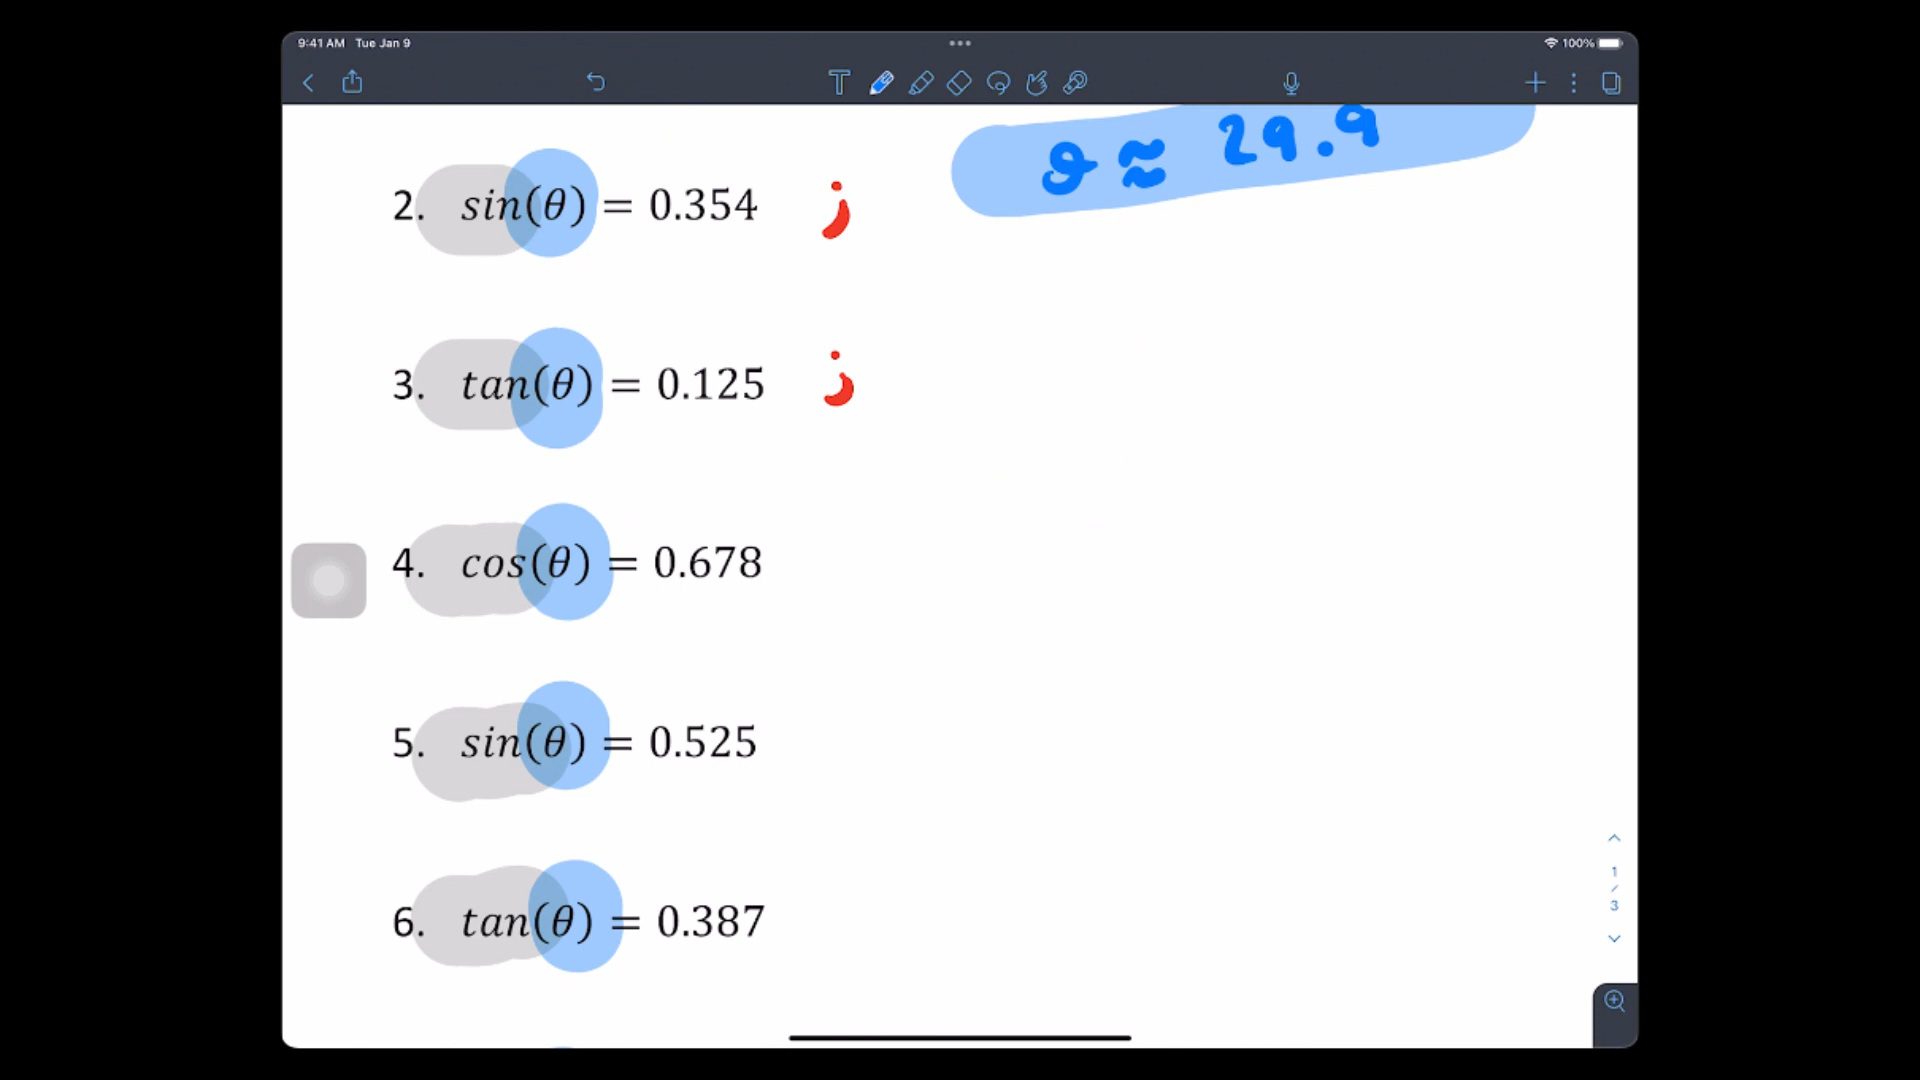 9:41 AM Tue Jan 9
100%
θ ≈ 29.9
2. sin(θ) = 0.354 ;
3. tan(θ) = 0.125 ;
4. cos(θ) = 0.678
5. sin(θ) = 0.525
6. tan(θ) = 0.387
1
/
3